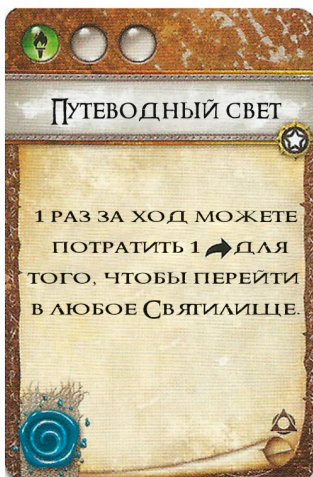 Путеводный свет
1 раз за ход можете
потратить 1 для
того, чтобы перейти
в любое Святилище.